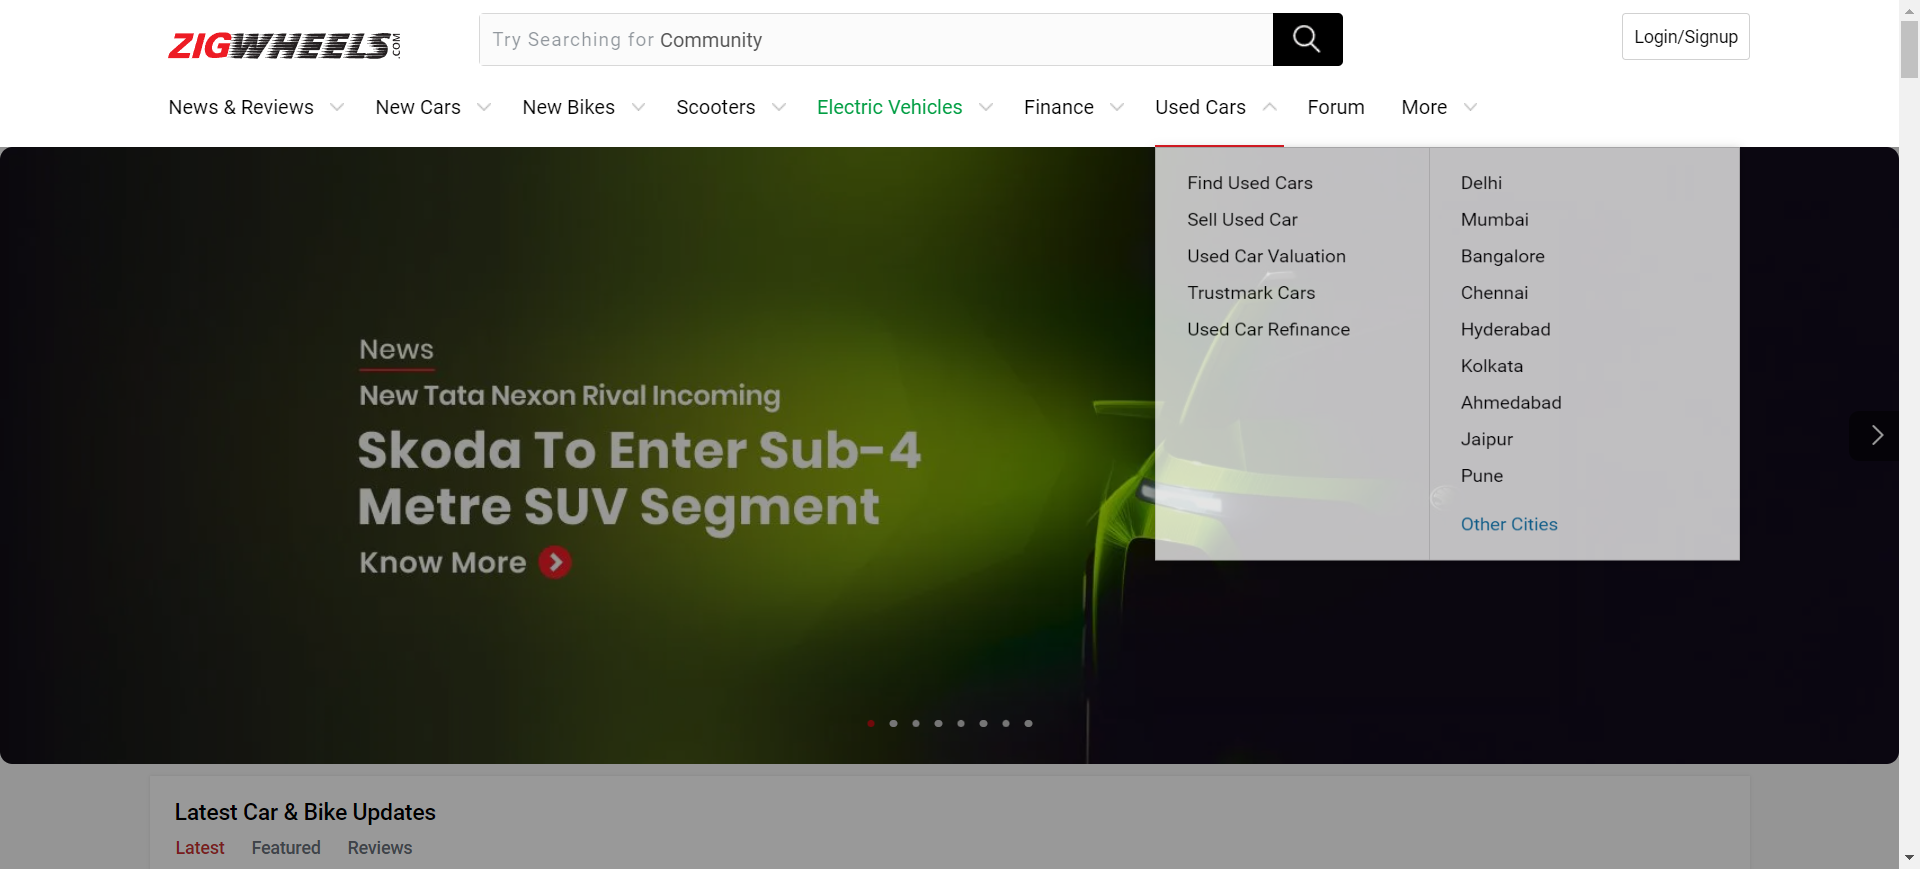 ZIGWHEELS.COM
Try Searching for Community
Login/Signup
News & Reviews
New Cars
New Bikes
Scooters
Electric Vehicles
Finance
Used Cars
Forum
More
Find Used Cars
Sell Used Car
Used Car Valuation
Trustmark Cars
Used Car Refinance
Delhi
Mumbai
Bangalore
Chennai
Hyderabad
Kolkata
Ahmedabad
Jaipur
Pune
Other Cities
News
New Tata Nexon Rival Incoming
Skoda To Enter Sub-4
Metre SUV Segment
Know More
Latest Car & Bike Updates
Latest
Featured
Reviews